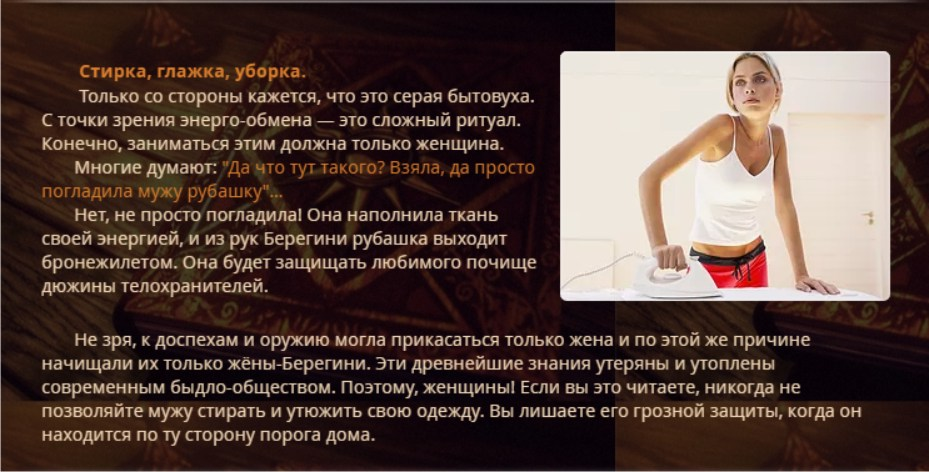 Стирка, глажка, уборка.
Только со стороны кажется, что это серая бытовуха.
С точки зрения энерго-обмена — это сложный ритуал.
Конечно, заниматься этим должна только женщина.
Многие думают: "Да что тут такого? Взяла, да просто
погладила мужу рубашку"...
Нет, не просто погладила! Она наполнила ткань
своей энергией, и из рук Берегини рубашка выходит
бронежилетом. Она будет защищать любимого почище
дюжины телохранителей.
Не зря, к доспехам и оружию могла прикасаться только жена и по этой же причине
начищали их только жёны-Берегини. Эти древнейшие знания утеряны и утоплены
современным быдло-обществом. Поэтому, женщины! Если вы это читаете, никогда не
позволяйте мужу стирать и утюжить свою одежду. Вы лишаете его грозной защиты, когда он
находится по ту сторону порога дома.